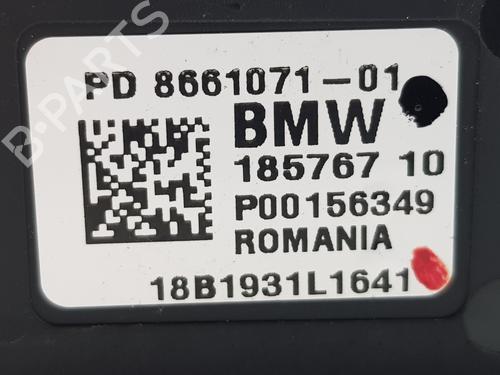 PD 8661071-01
BMW
185767 10
P00156349
ROMANIA
18B1931L1641
B-PARTS